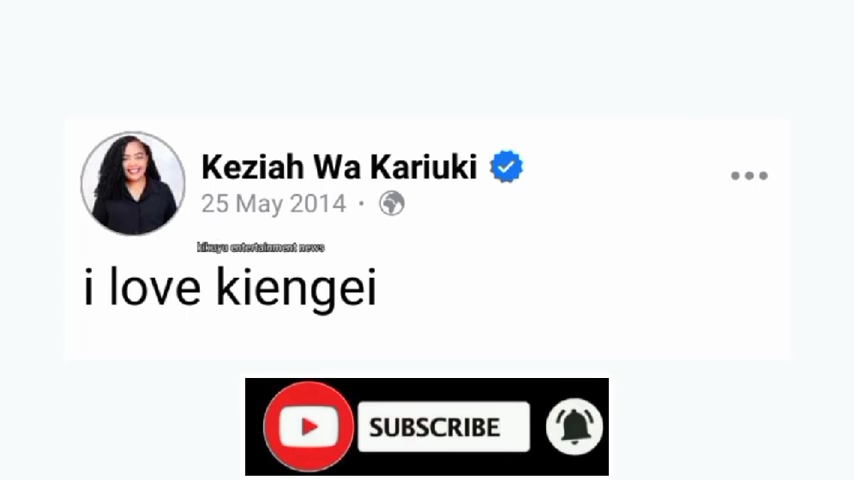 Keziah Wa Kariuki
25 May 2014 ·
kikuyu entertainment news
i love kiengei
SUBSCRIBE